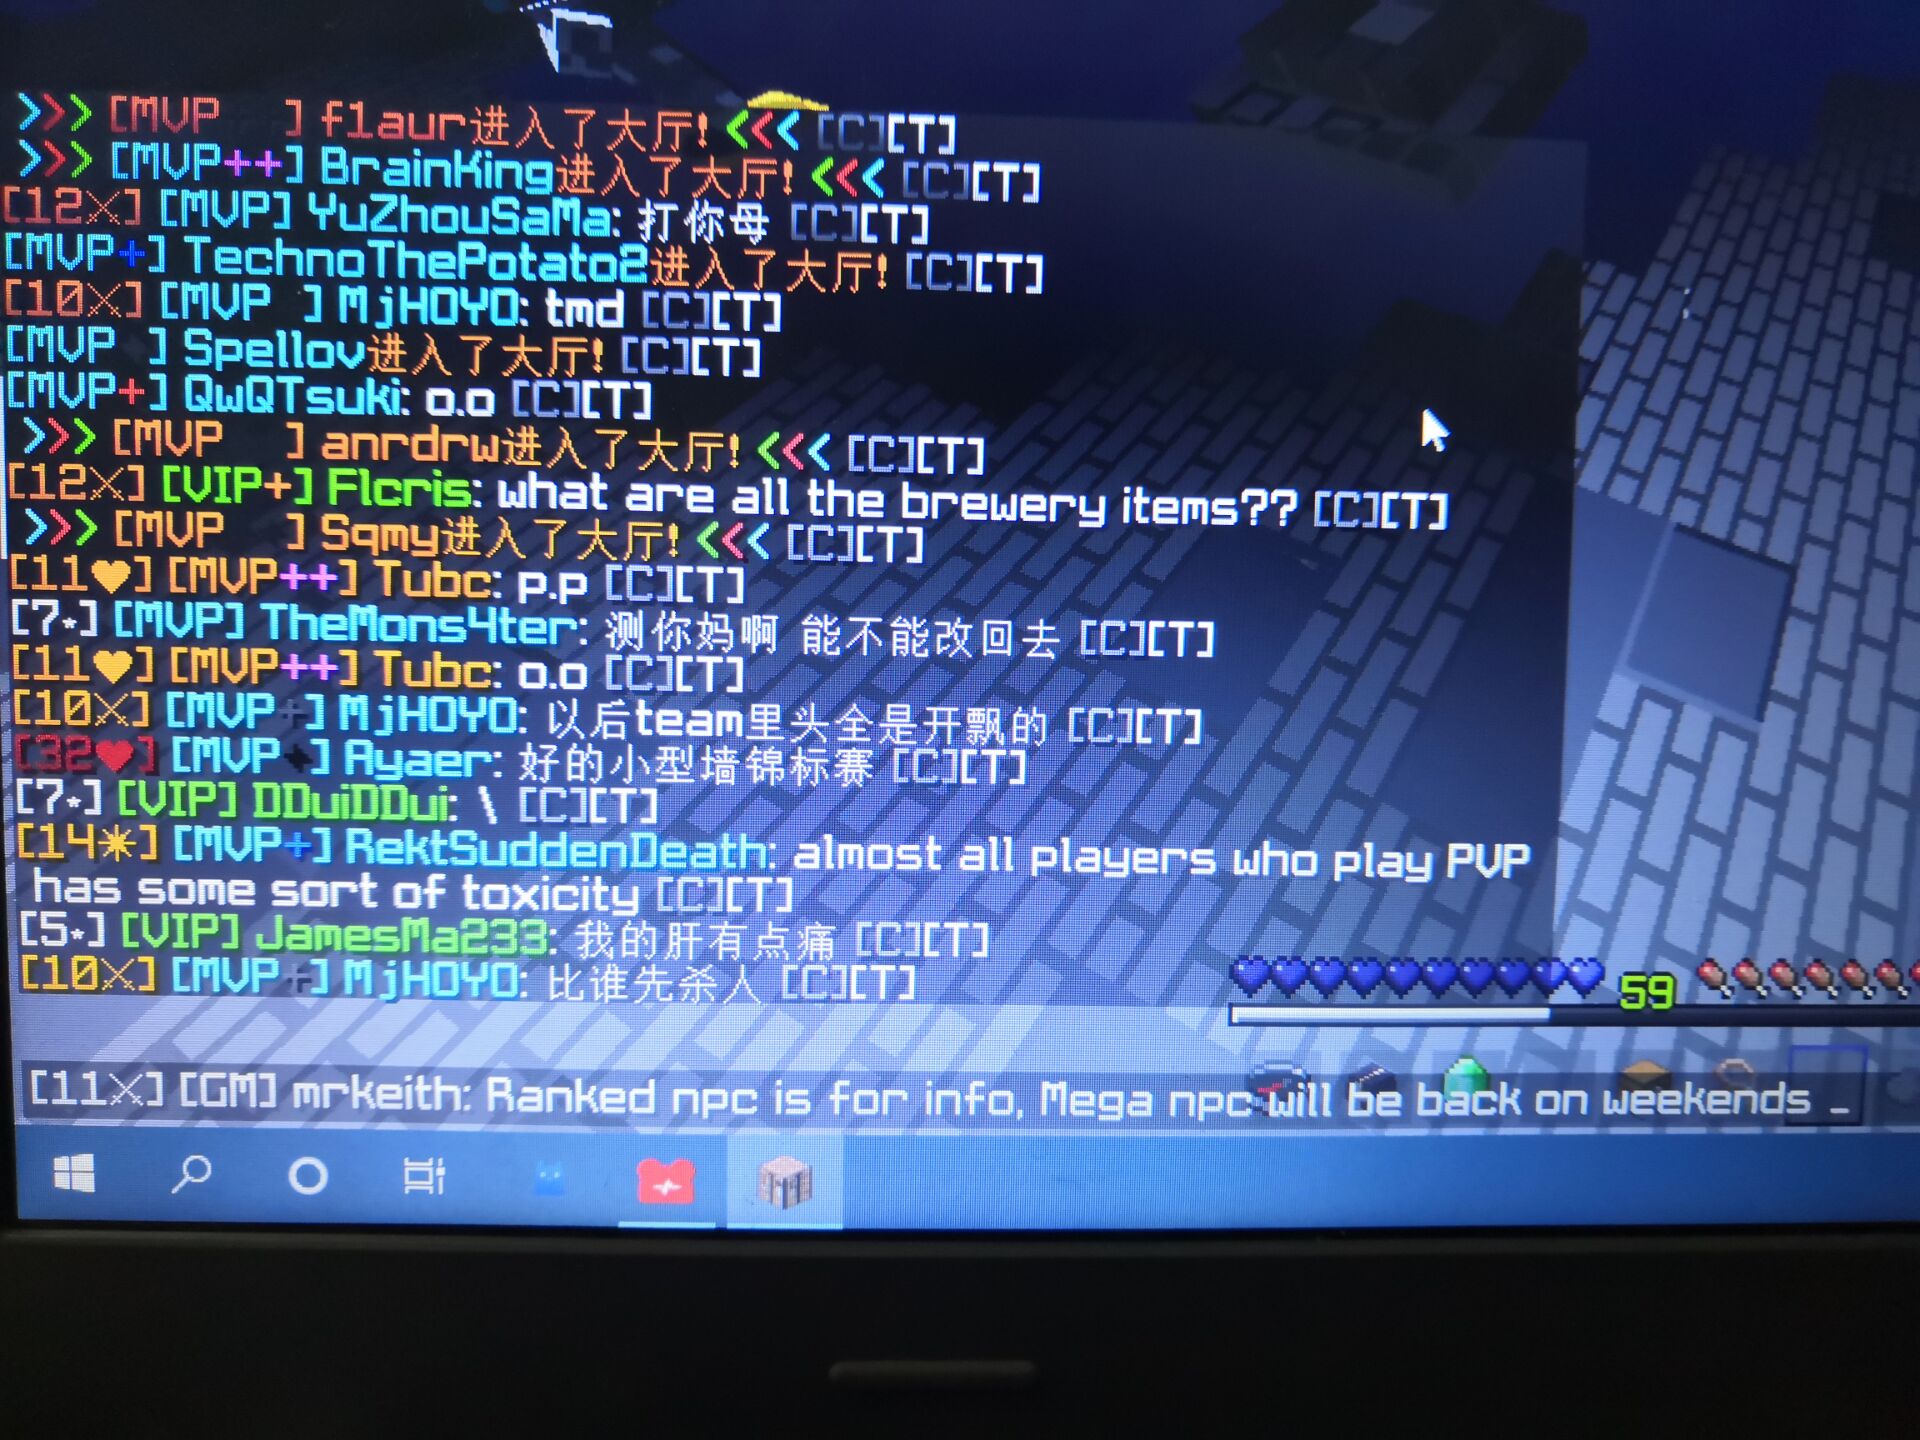 >>> [MVP  ] f1aur进入了大厅! <<< [C][T]
>>> [MVP++] BrainKing进入了大厅! <<< [C][T]
[12⚔] [MVP] YuZhouSaMa: 打你母 [C][T]
[MVP+] TechnoThePotato2进入了大厅! [C][T]
[10⚔] [MVP ] MjHOYO: tmd [C][T]
[MVP ] Spellov进入了大厅! [C][T]
[MVP+] QwQTsuki: o.o [C][T]
>>> [MVP  ] anrdrw进入了大厅! <<< [C][T]
[12⚔] [VIP+] Flcris: what are all the brewery items?? [C][T]
>>> [MVP  ] Sqmy进入了大厅! <<< [C][T]
[11♥] [MVP++] Tubc: p.p [C][T]
[7*] [MVP] TheMons4ter: 测你妈啊 能不能改回去 [C][T]
[11♥] [MVP++] Tubc: o.o [C][T]
[10⚔] [MVP+] MjHOYO: 以后team里头全是开飘的 [C][T]
[32♥] [MVP+] Ayaer: 好的小型墙锦标赛 [C][T]
[7*] [VIP] DDuiDDui: \ [C][T]
[14✴] [MVP+] RektSuddenDeath: almost all players who play PVP
has some sort of toxicity [C][T]
[5*] [VIP] JamesMa233: 我的肝有点痛 [C][T]
[10⚔] [MVP+] MjHOYO: 比谁先杀人 [C][T]
59
[11⚔] [GM] mrkeith: Ranked npc is for info, Mega npc will be back on weekends _